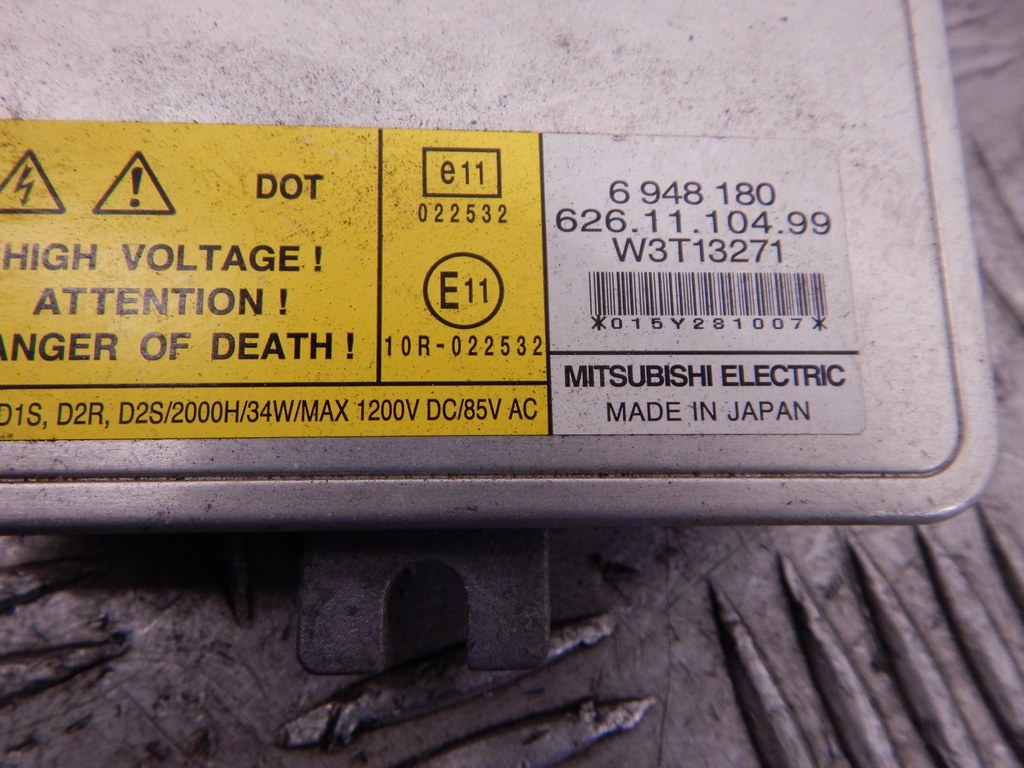 DOT
HIGH VOLTAGE !
ATTENTION !
ANGER OF DEATH !
D1S, D2R, D2S/2000H/34W/MAX 1200V DC/85V AC
e11
022532
E11
10R-022532
6 948 180
626.11.104.99
W3T13271
*015Y281007*
MITSUBISHI ELECTRIC
MADE IN JAPAN